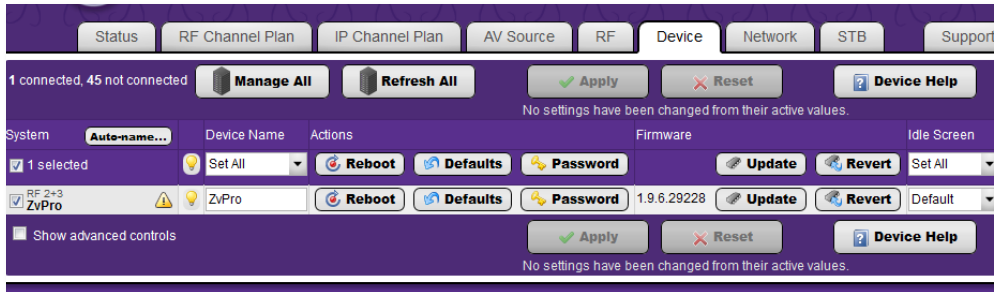 Status RF Channel Plan IP Channel Plan AV Source RF Device Network STB Support
1 connected, 45 not connected Manage All Refresh All Apply Reset Device Help
No settings have been changed from their active values.
System Auto-name... Device Name Actions Firmware Idle Screen
1 selected Set All Reboot Defaults Password Update Revert Set All
RF 2+3
ZvPro ZvPro Reboot Defaults Password 1.9.6.29228 Update Revert Default
Show advanced controls Apply Reset Device Help
No settings have been changed from their active values.